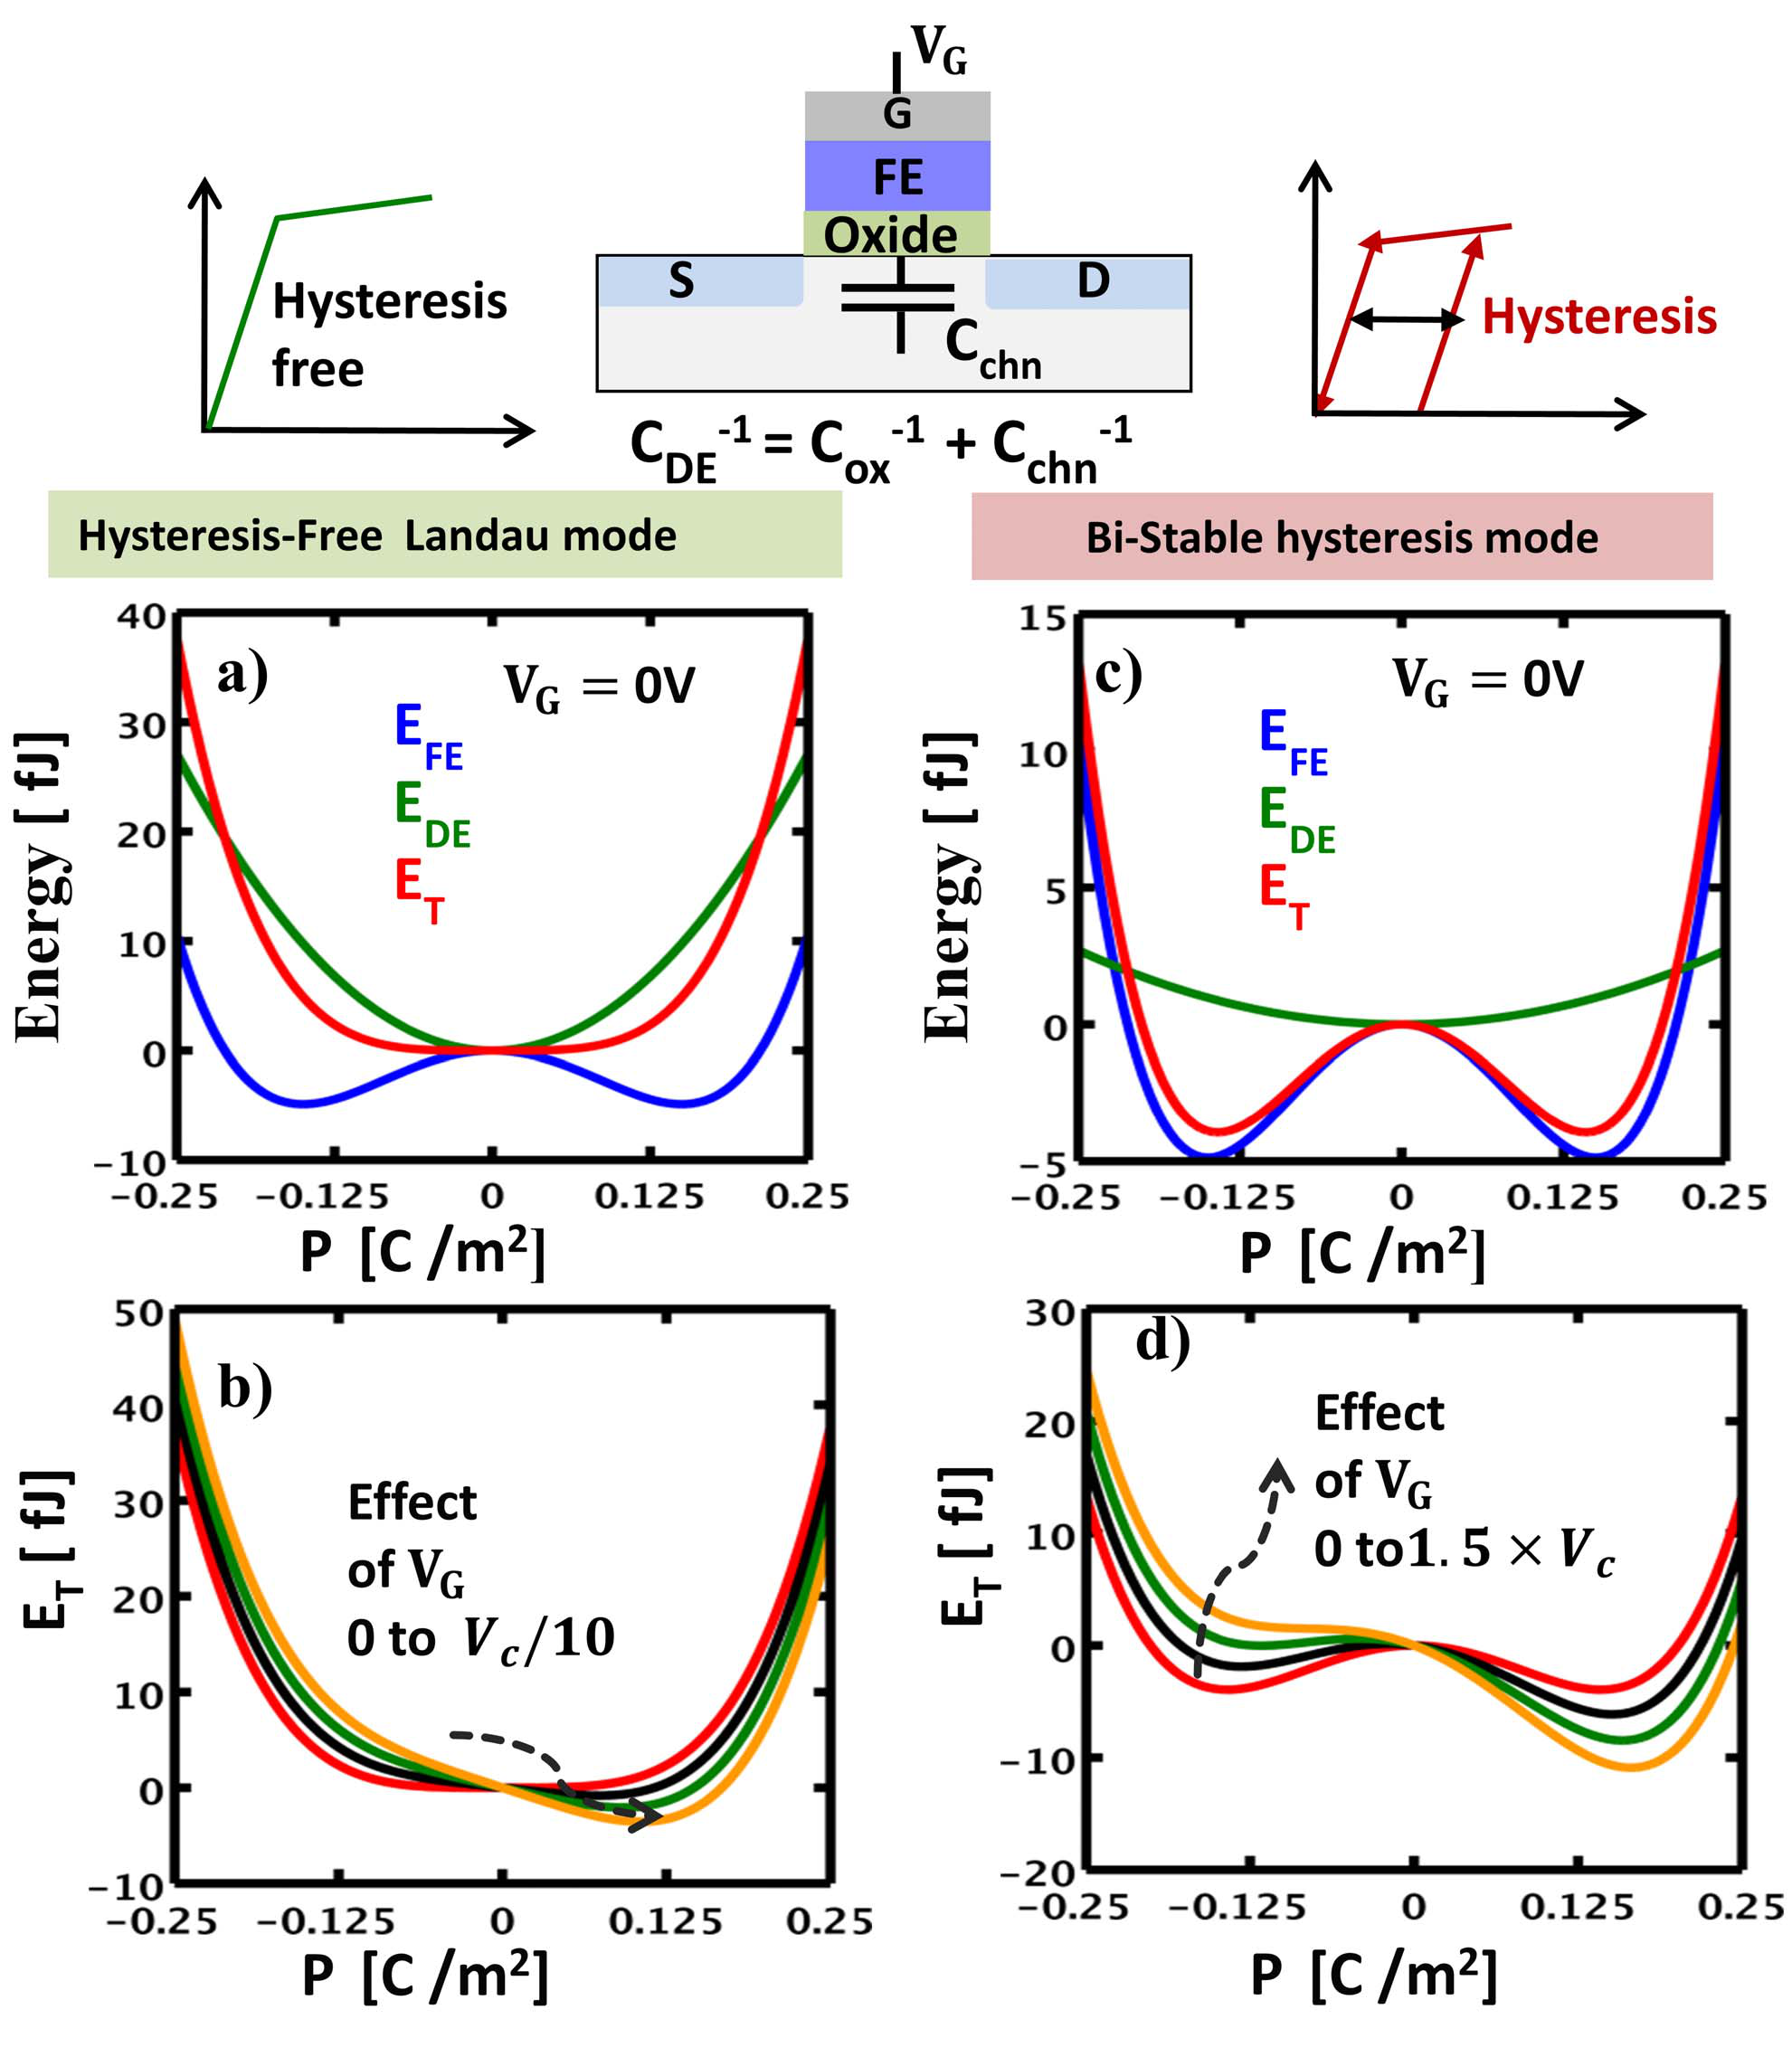 V_G
G
FE
Oxide
S
D
C_chn
Hysteresis
free
Hysteresis
C_DE^-1 = C_ox^-1 + C_chn^-1
Hysteresis-Free Landau mode
Bi-Stable hysteresis mode
a)
V_G = 0V
E_FE
E_DE
E_T
Energy [ fJ]
40
30
20
10
0
−10
−0.25 −0.125 0 0.125 0.25
P [C /m²]
c)
V_G = 0V
E_FE
E_DE
E_T
Energy [ fJ]
15
10
5
0
−5
−0.25 −0.125 0 0.125 0.25
P [C /m²]
b)
Effect
of V_G
0 to V_c/10
E_T [ fJ]
50
40
30
20
10
0
−10
−0.25 −0.125 0 0.125 0.25
P [C /m²]
d)
Effect
of V_G
0 to1. 5 × V_c
E_T [ fJ]
30
20
10
0
−10
−20
−0.25 −0.125 0 0.125 0.25
P [C /m²]